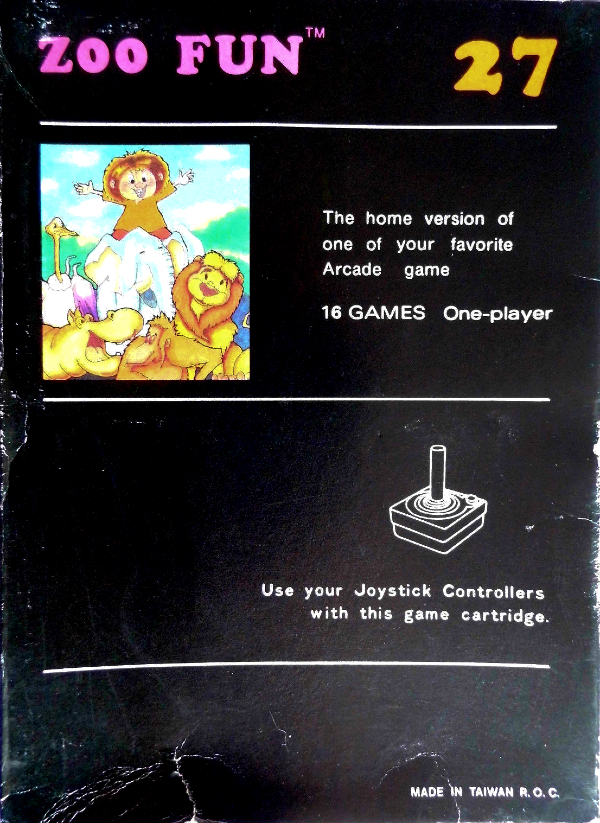 ZOO FUN™ 27
The home version of
one of your favorite
Arcade game
16 GAMES One-player
Use your Joystick Controllers
with this game cartridge.
MADE IN TAIWAN R.O.C.